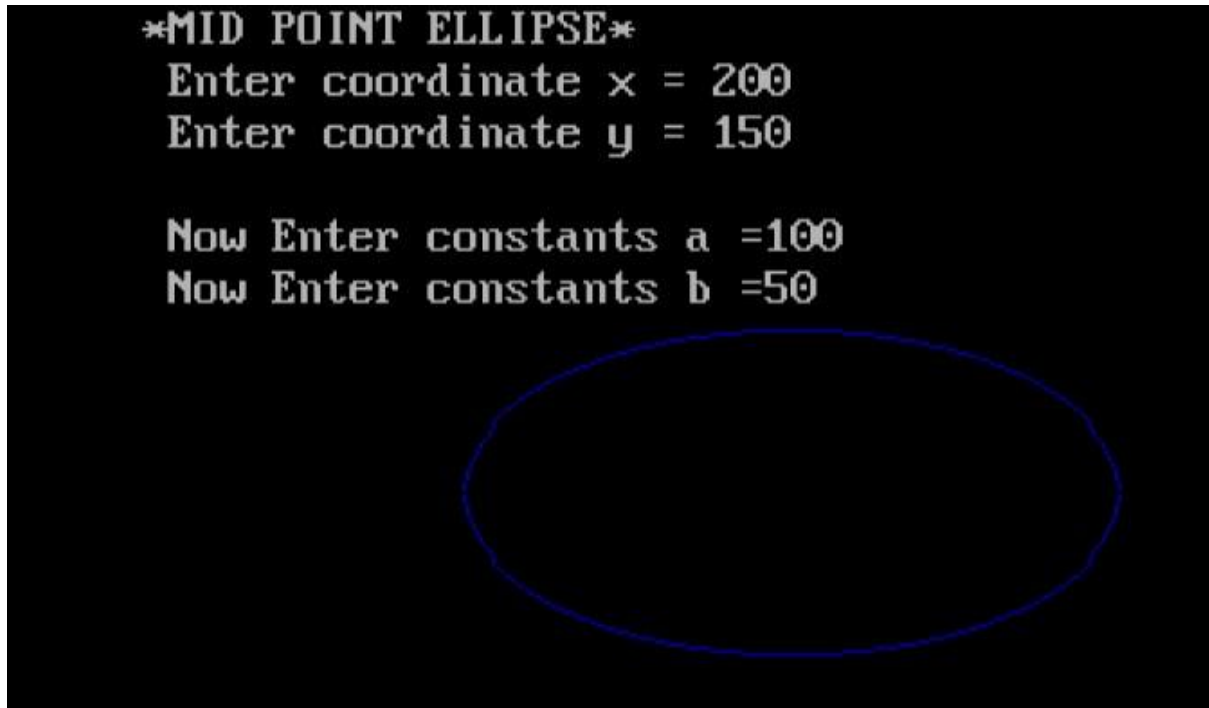 *MID POINT ELLIPSE*
Enter coordinate x = 200
Enter coordinate y = 150
Now Enter constants a =100
Now Enter constants b =50